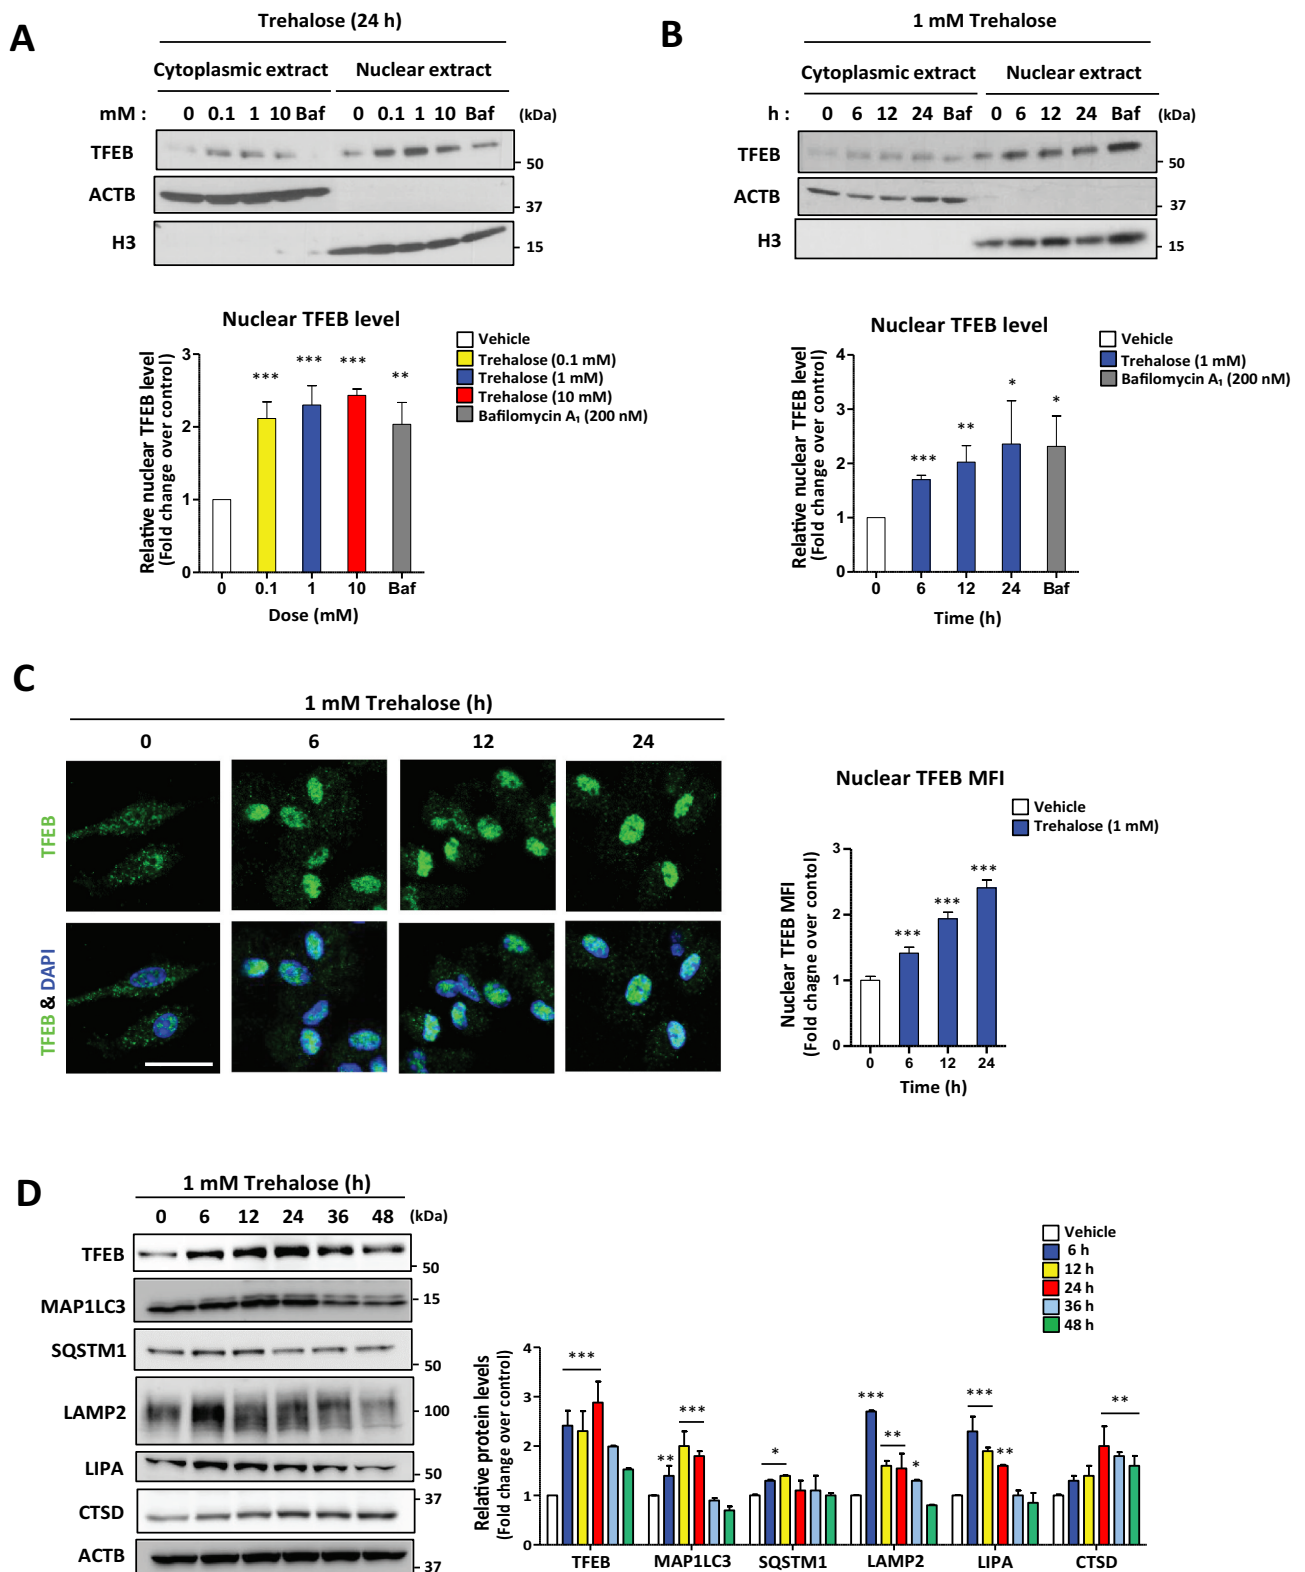 A
Trehalose (24 h)
Cytoplasmic extract Nuclear extract
mM : 0 0.1 1 10 Baf 0 0.1 1 10 Baf (kDa)
TFEB
50
ACTB
37
H3
15
Nuclear TFEB level
Relative nuclear TFEB level
(Fold change over control)
3
2
1
0
*** *** *** **
0 0.1 1 10 Baf
Dose (mM)
Vehicle
Trehalose (0.1 mM)
Trehalose (1 mM)
Trehalose (10 mM)
Bafilomycin A₁ (200 nM)
B
1 mM Trehalose
Cytoplasmic extract Nuclear extract
h : 0 6 12 24 Baf 0 6 12 24 Baf (kDa)
TFEB
50
ACTB
37
H3
15
Nuclear TFEB level
Relative nuclear TFEB level
(Fold change over control)
4
3
2
1
0
*** ** * *
0 6 12 24 Baf
Time (h)
Vehicle
Trehalose (1 mM)
Bafilomycin A₁ (200 nM)
C
1 mM Trehalose (h)
0 6 12 24
TFEB
TFEB & DAPI
Nuclear TFEB MFI
Vehicle
Trehalose (1 mM)
Nuclear TFEB MFI
(Fold chagne over contol)
3
2
1
0
*** *** ***
0 6 12 24
Time (h)
D
1 mM Trehalose (h)
0 6 12 24 36 48 (kDa)
TFEB
50
MAP1LC3
15
SQSTM1
50
LAMP2
100
LIPA
50
CTSD
37
ACTB
37
Vehicle
6 h
12 h
24 h
36 h
48 h
Relative protein levels
(Fold change over control)
4
3
2
1
0
*** ** *** * *** ** * *** ** **
TFEB MAP1LC3 SQSTM1 LAMP2 LIPA CTSD